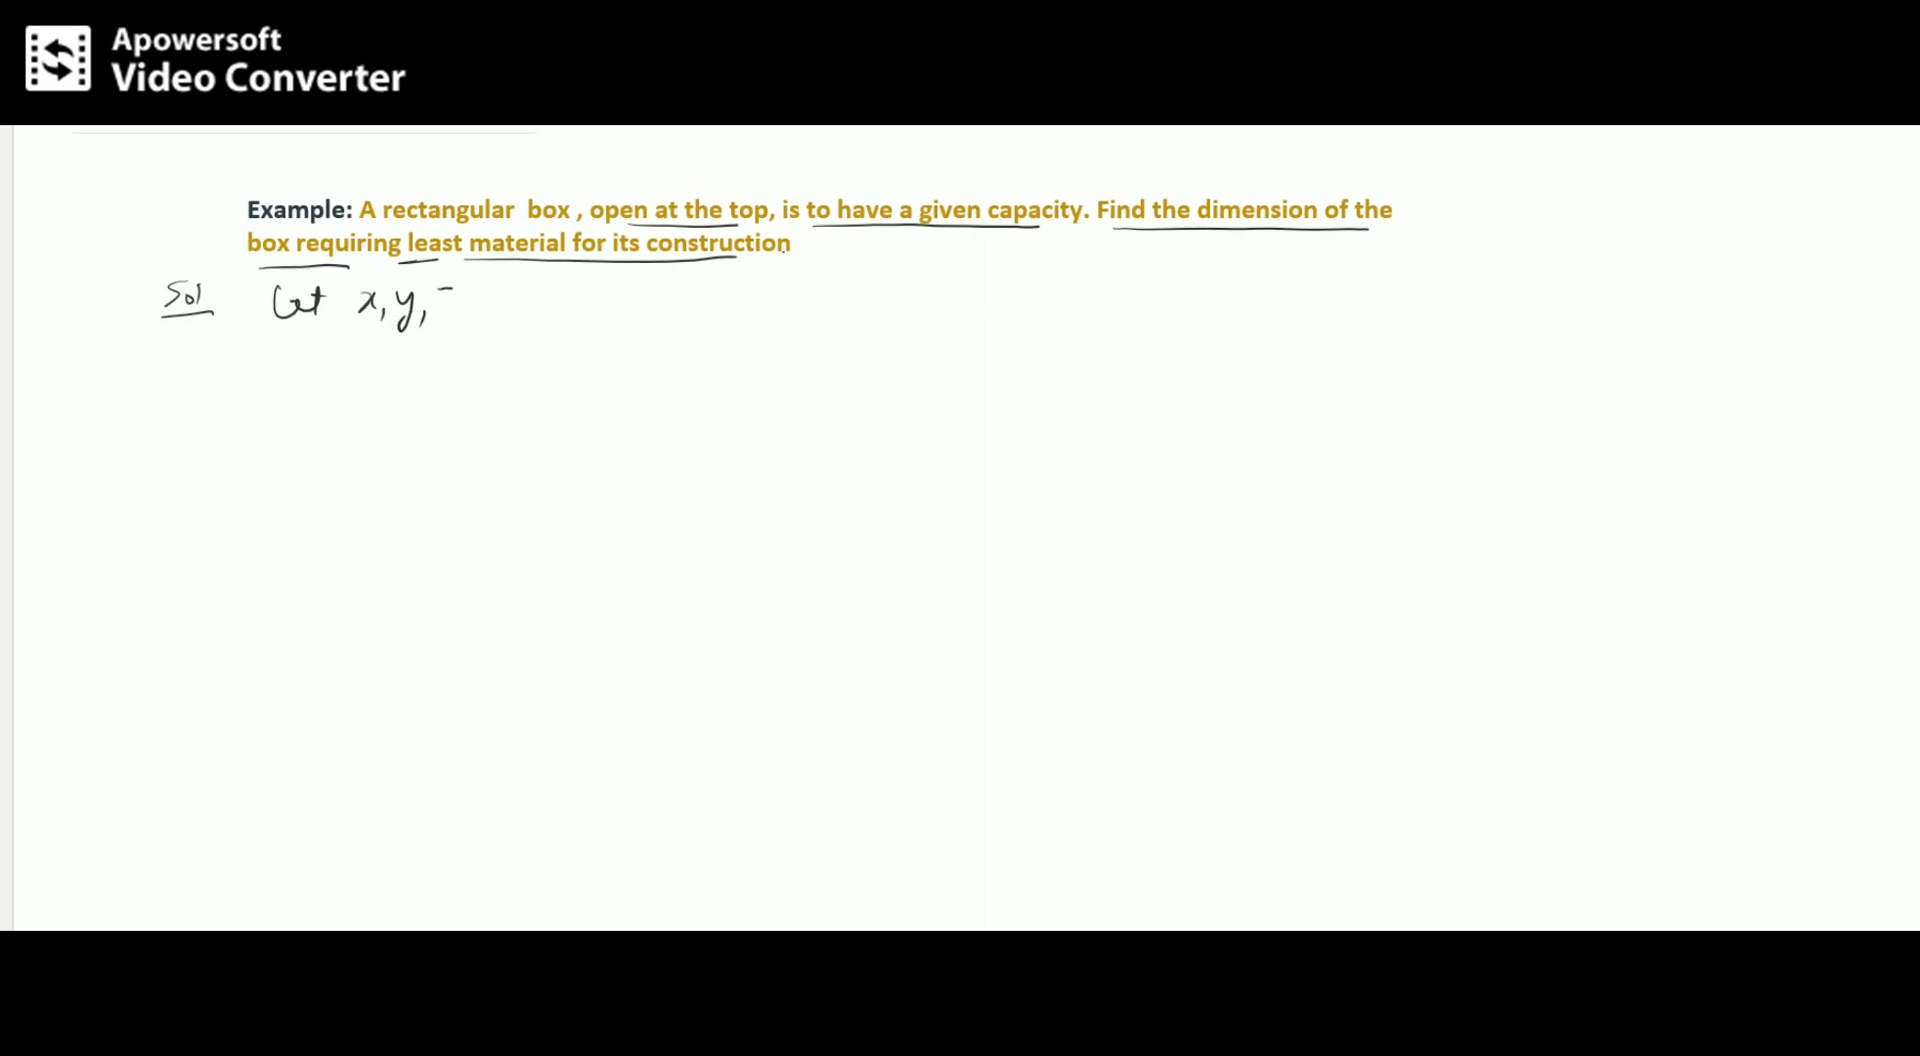 Apowersoft
Video Converter
Example: A rectangular  box , open at the top, is to have a given capacity. Find the dimension of the
box requiring least material for its construction
Sol Let x, y,